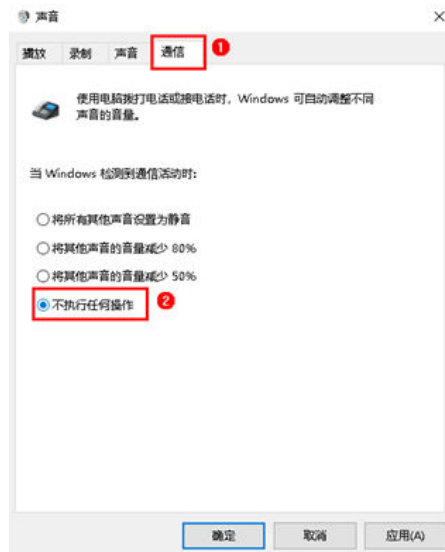 声音
播放 录制 声音 通信 1
使用电脑拨打电话或接电话时，Windows 可自动调整不同
声音的音量。
当 Windows 检测到通信活动时:
将所有其他声音设置为静音
将其他声音的音量减少 80%
将其他声音的音量减少 50%
不执行任何操作 2
确定 取消 应用(A)